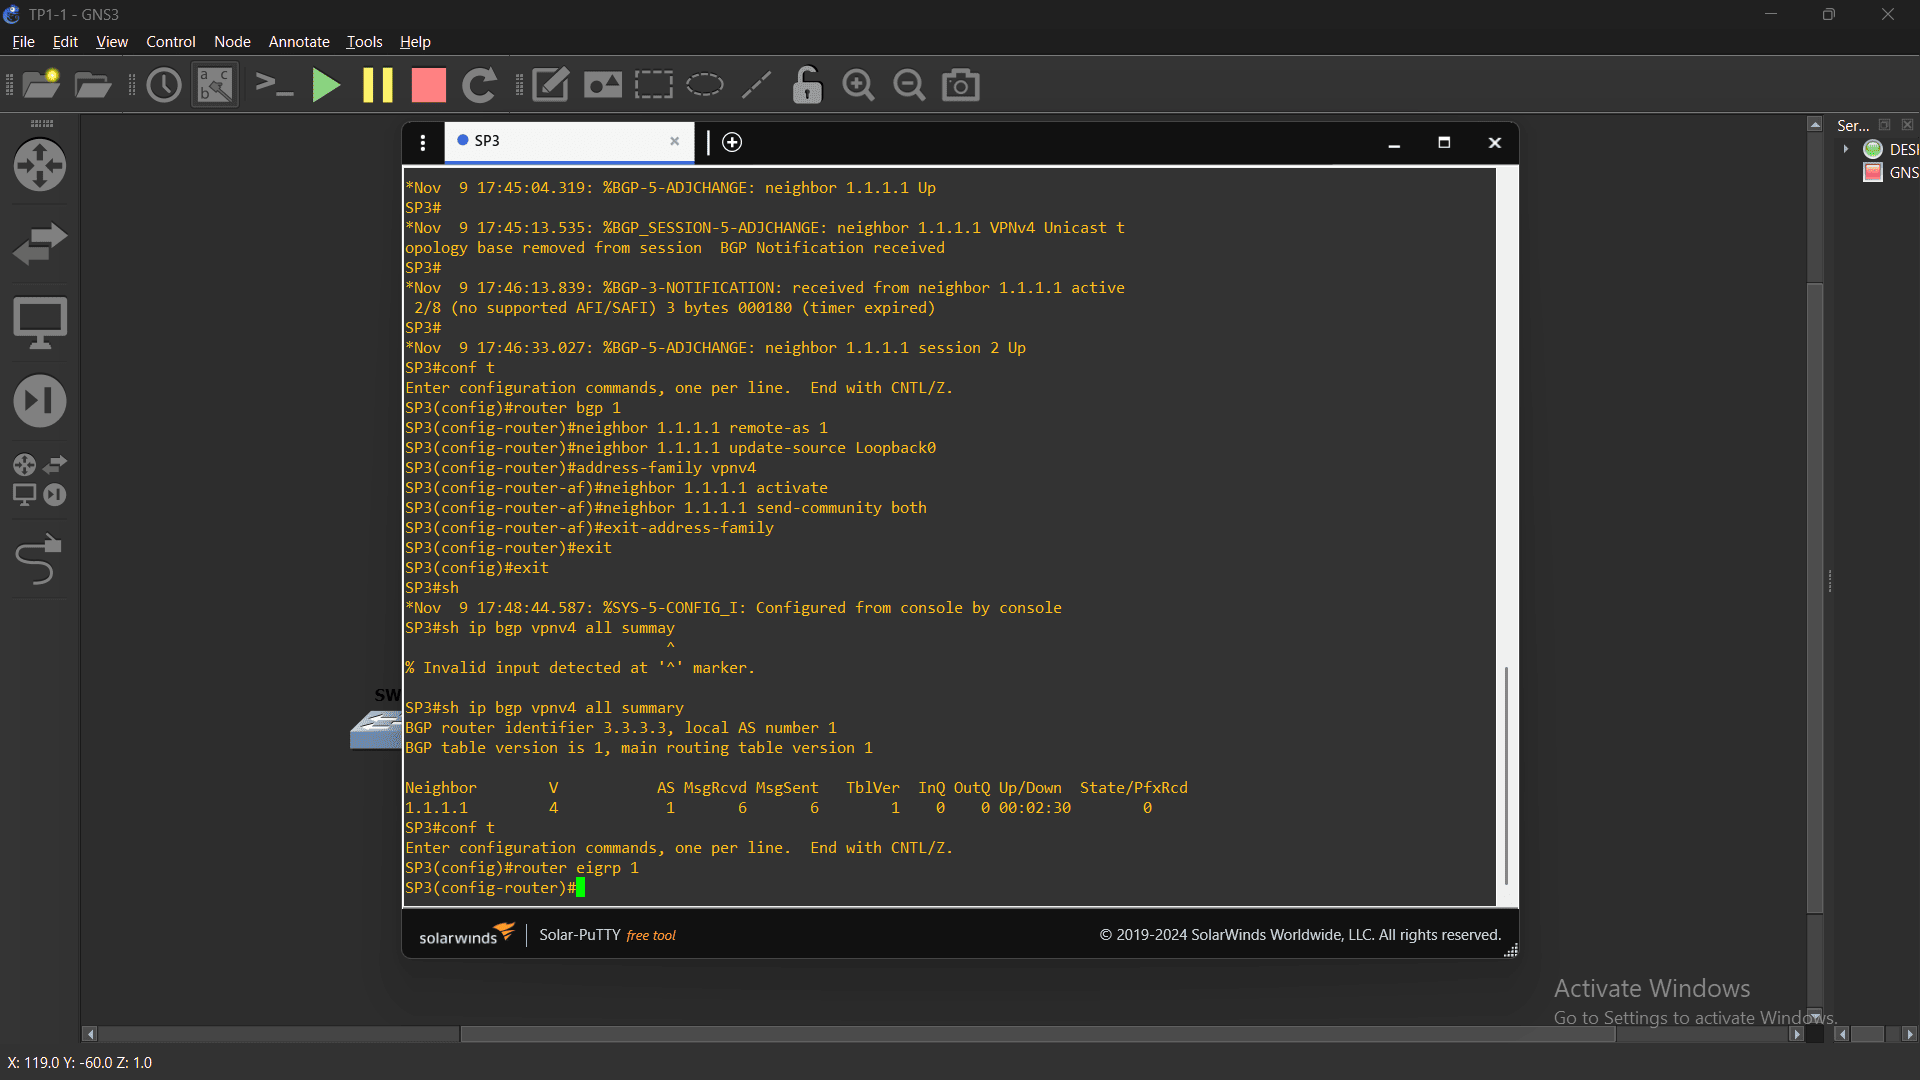 TP1-1 - GNS3
File Edit View Control Node Annotate Tools Help
SP3
Ser...
DESI
GNS
*Nov  9 17:45:04.319: %BGP-5-ADJCHANGE: neighbor 1.1.1.1 Up
SP3#
*Nov  9 17:45:13.535: %BGP_SESSION-5-ADJCHANGE: neighbor 1.1.1.1 VPNv4 Unicast t
opology base removed from session  BGP Notification received
SP3#
*Nov  9 17:46:13.839: %BGP-3-NOTIFICATION: received from neighbor 1.1.1.1 active
 2/8 (no supported AFI/SAFI) 3 bytes 000180 (timer expired)
SP3#
*Nov  9 17:46:33.027: %BGP-5-ADJCHANGE: neighbor 1.1.1.1 session 2 Up
SP3#conf t
Enter configuration commands, one per line.  End with CNTL/Z.
SP3(config)#router bgp 1
SP3(config-router)#neighbor 1.1.1.1 remote-as 1
SP3(config-router)#neighbor 1.1.1.1 update-source Loopback0
SP3(config-router)#address-family vpnv4
SP3(config-router-af)#neighbor 1.1.1.1 activate
SP3(config-router-af)#neighbor 1.1.1.1 send-community both
SP3(config-router-af)#exit-address-family
SP3(config-router)#exit
SP3(config)#exit
SP3#sh
*Nov  9 17:48:44.587: %SYS-5-CONFIG_I: Configured from console by console
SP3#sh ip bgp vpnv4 all summay
^
% Invalid input detected at '^' marker.
SW
SP3#sh ip bgp vpnv4 all summary
BGP router identifier 3.3.3.3, local AS number 1
BGP table version is 1, main routing table version 1
Neighbor        V           AS MsgRcvd MsgSent   TblVer  InQ OutQ Up/Down  State/PfxRcd
1.1.1.1         4            1       6       6        1    0    0 00:02:30        0
SP3#conf t
Enter configuration commands, one per line.  End with CNTL/Z.
SP3(config)#router eigrp 1
SP3(config-router)#
solarwinds
Solar-PuTTY free tool
© 2019-2024 SolarWinds Worldwide, LLC. All rights reserved.
Activate Windows
Go to Settings to activate Windows.
X: 119.0 Y: -60.0 Z: 1.0